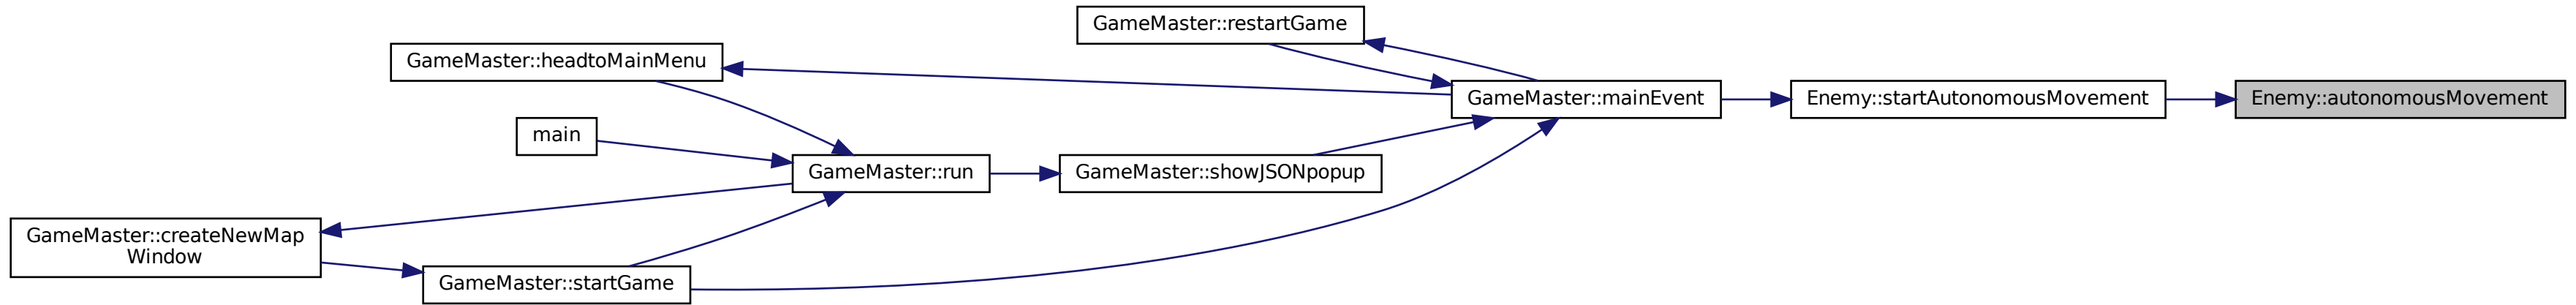 GameMaster::restartGame
GameMaster::headtoMainMenu
GameMaster::mainEvent
Enemy::startAutonomousMovement
Enemy::autonomousMovement
main
GameMaster::run
GameMaster::showJSONpopup
GameMaster::createNewMap
Window
GameMaster::startGame